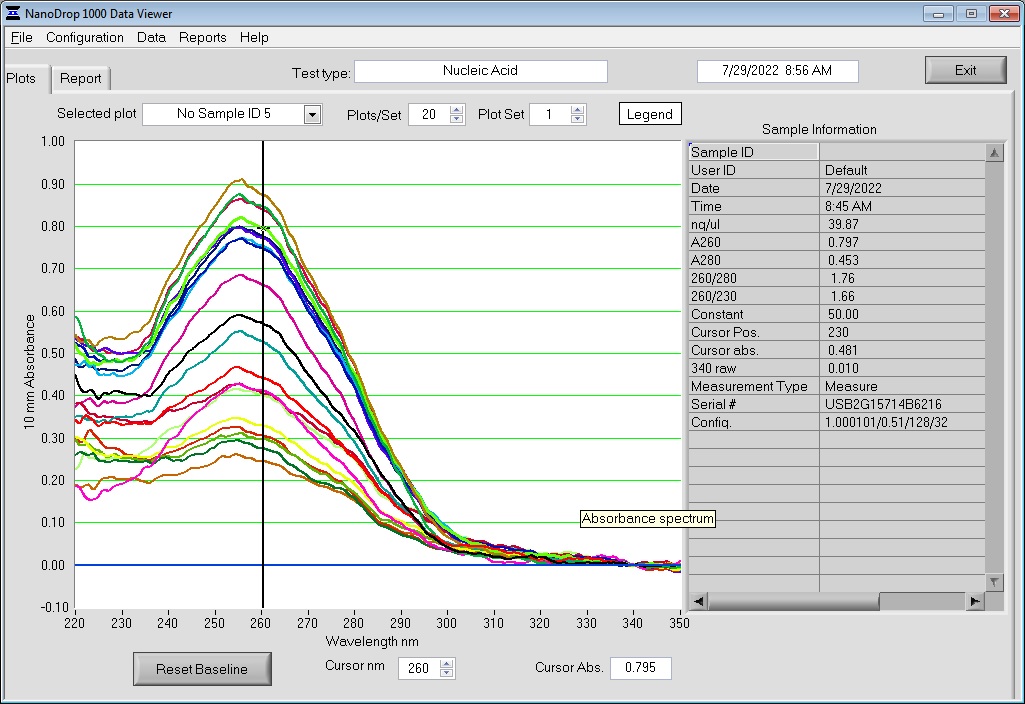 NanoDrop 1000 Data Viewer
File Configuration Data Reports Help
Plots Report
Test type: Nucleic Acid 7/29/2022 8:56 AM Exit
Selected plot No Sample ID 5 Plots/Set 20 Plot Set 1 Legend
Sample Information
Sample ID
User ID Default
Date 7/29/2022
Time 8:45 AM
ng/ul 39.87
A260 0.797
A280 0.453
260/280 1.76
260/230 1.66
Constant 50.00
Cursor Pos. 230
Cursor abs. 0.481
340 raw 0.010
Measurement Type Measure
Serial # USB2G15714B6216
Config. 1.000101/0.51/128/32
10 mm Absorbance
1.00
0.90
0.80
0.70
0.60
0.50
0.40
0.30
0.20
0.10
0.00
-0.10
Absorbance spectrum
220 230 240 250 260 270 280 290 300 310 320 330 340 350
Wavelength nm
Reset Baseline Cursor nm 260 Cursor Abs. 0.795